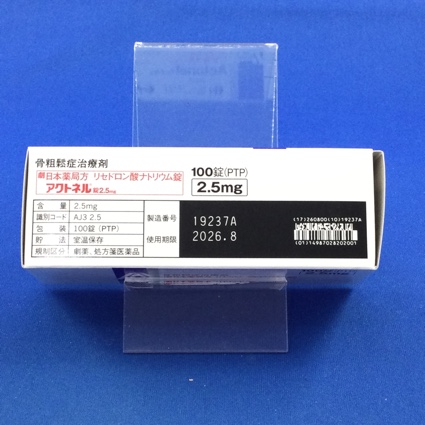 骨粗鬆症治療剤
劇 日本薬局方 リセドロン酸ナトリウム錠
アクトネル 錠2.5mg
100錠(PTP)
2.5mg
含 量 2.5mg
識別コード AJ3 2.5
包 装 100錠(PTP)
貯 法 室温保存
規制区分 劇薬、処方箋医薬品
製造番号 19237A
使用期限 2026.8
(17)260800(10)19237A
(01)14987028202001